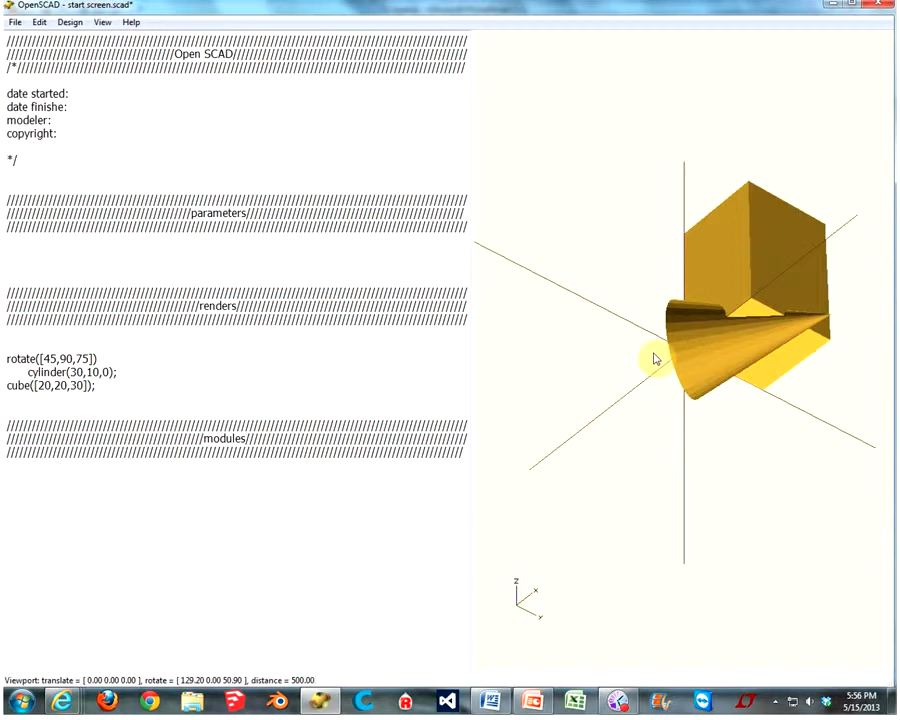 OpenSCAD - start screen.scad*
File Edit Design View Help
//////////////////////////////////////////////////////////////////////////////////////////////////////////////
////////////////////////////////////////Open SCAD////////////////////////////////////////////////////////
/*///////////////////////////////////////////////////////////////////////////////////////////////////////////
date started:
date finishe:
modeler:
copyright:
*/
//////////////////////////////////////////////////////////////////////////////////////////////////////////////
////////////////////////////////////////////parameters////////////////////////////////////////////////////
//////////////////////////////////////////////////////////////////////////////////////////////////////////////
//////////////////////////////////////////////////////////////////////////////////////////////////////////////
//////////////////////////////////////////////renders///////////////////////////////////////////////////////
//////////////////////////////////////////////////////////////////////////////////////////////////////////////
rotate([45,90,75])
cylinder(30,10,0);
cube([20,20,30]);
//////////////////////////////////////////////////////////////////////////////////////////////////////////////
///////////////////////////////////////////////modules/////////////////////////////////////////////////////
/////////////////////////////////////////////////////////////////////////////////////////////////////////////
z
x
y
Viewport: translate = [ 0.00 0.00 0.00 ], rotate = [ 129.20 0.00 50.90 ], distance = 500.00
5:56 PM
5/15/2013